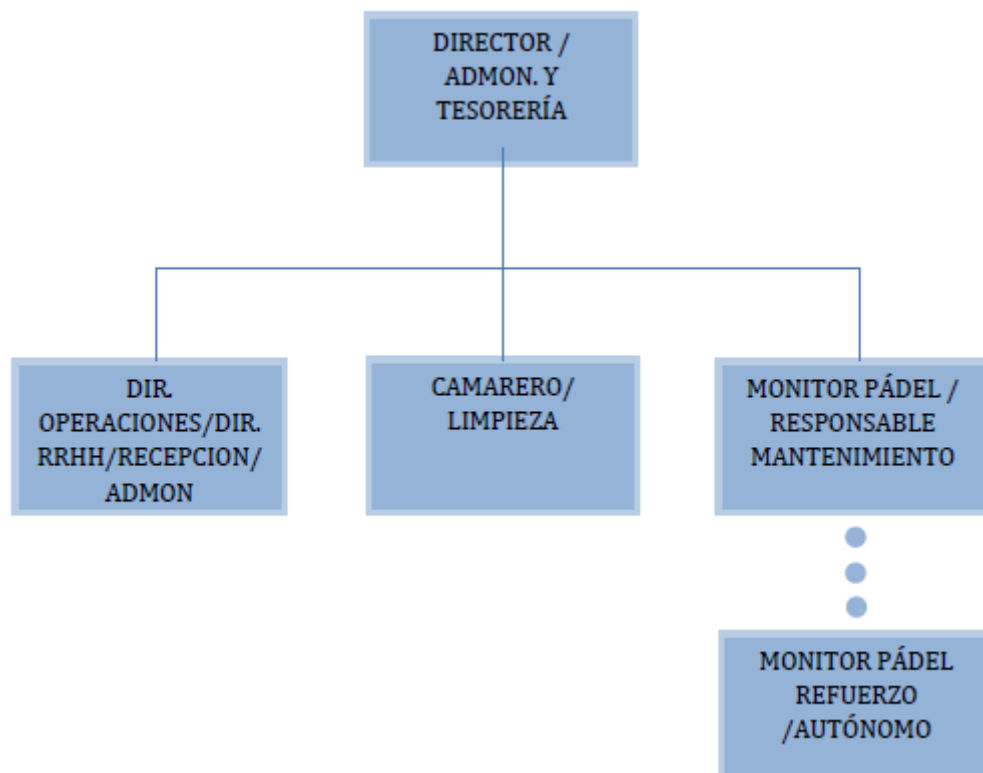 DIRECTOR /
ADMON. Y
TESORERÍA
DIR.
OPERACIONES/DIR.
RRHH/RECEPCION/
ADMON
CAMARERO/
LIMPIEZA
MONITOR PÁDEL /
RESPONSABLE
MANTENIMIENTO
MONITOR PÁDEL
REFUERZO
/AUTÓNOMO